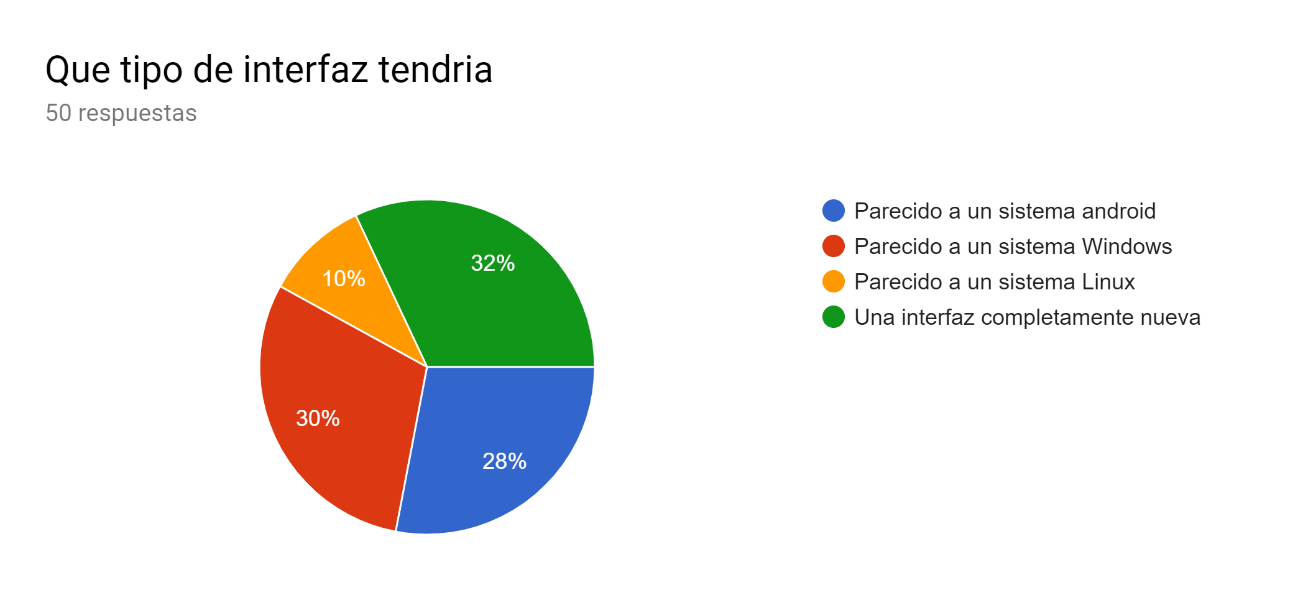 Que tipo de interfaz tendria
50 respuestas
32%
10%
30%
28%
Parecido a un sistema android
Parecido a un sistema Windows
Parecido a un sistema Linux
Una interfaz completamente nueva